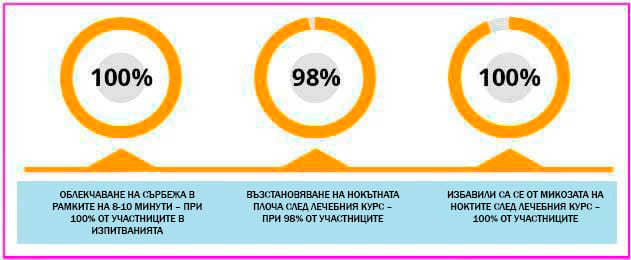 100%
98%
100%
ОБЛЕКЧАВАНЕ НА СЪРБЕЖА В
РАМКИТЕ НА 8-10 МИНУТИ – ПРИ
100% ОТ УЧАСТНИЦИТЕ В
ИЗПИТВАНИЯТА
ВЪЗСТАНОВЯВАНЕ НА НОКЪТНАТА
ПЛОЧА СЛЕД ЛЕЧЕБНИЯ КУРС –
ПРИ 98% ОТ УЧАСТНИЦИТЕ
ИЗБАВИЛИ СА СЕ ОТ МИКОЗАТА НА
НОКТИТЕ СЛЕД ЛЕЧЕБНИЯ КУРС –
100% ОТ УЧАСТНИЦИТЕ